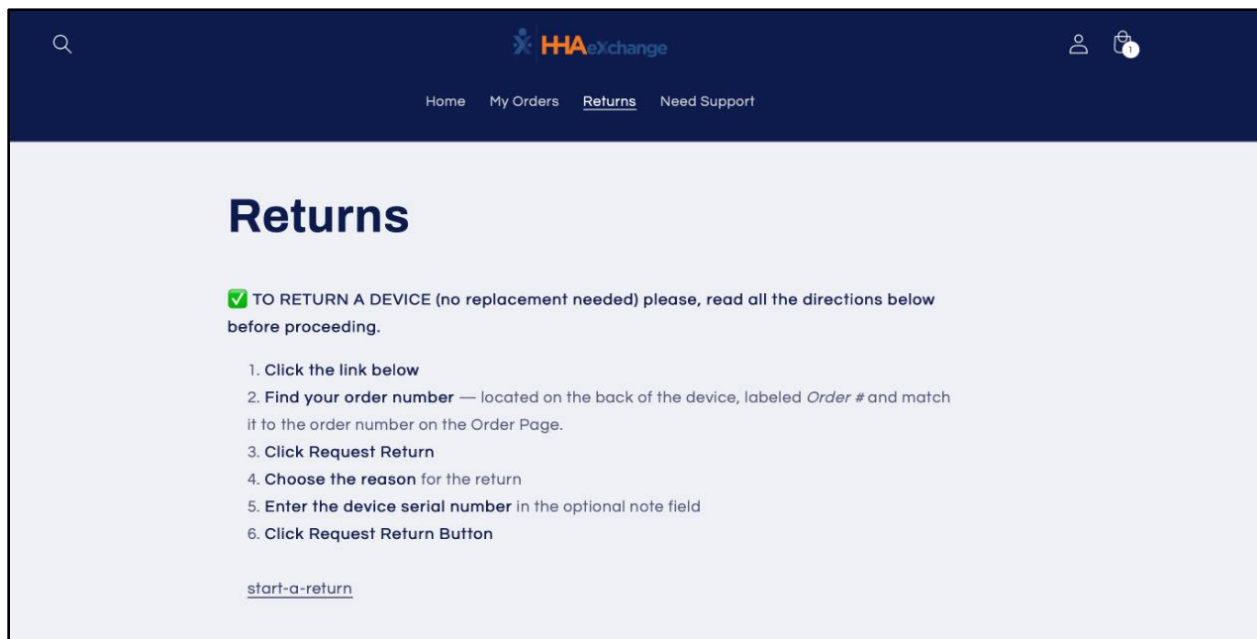 HHAeXchange
1
Home My Orders Returns Need Support
Returns
✅ TO RETURN A DEVICE (no replacement needed) please, read all the directions below
before proceeding.
1. Click the link below
2. Find your order number — located on the back of the device, labeled Order # and match
it to the order number on the Order Page.
3. Click Request Return
4. Choose the reason for the return
5. Enter the device serial number in the optional note field
6. Click Request Return Button
start-a-return